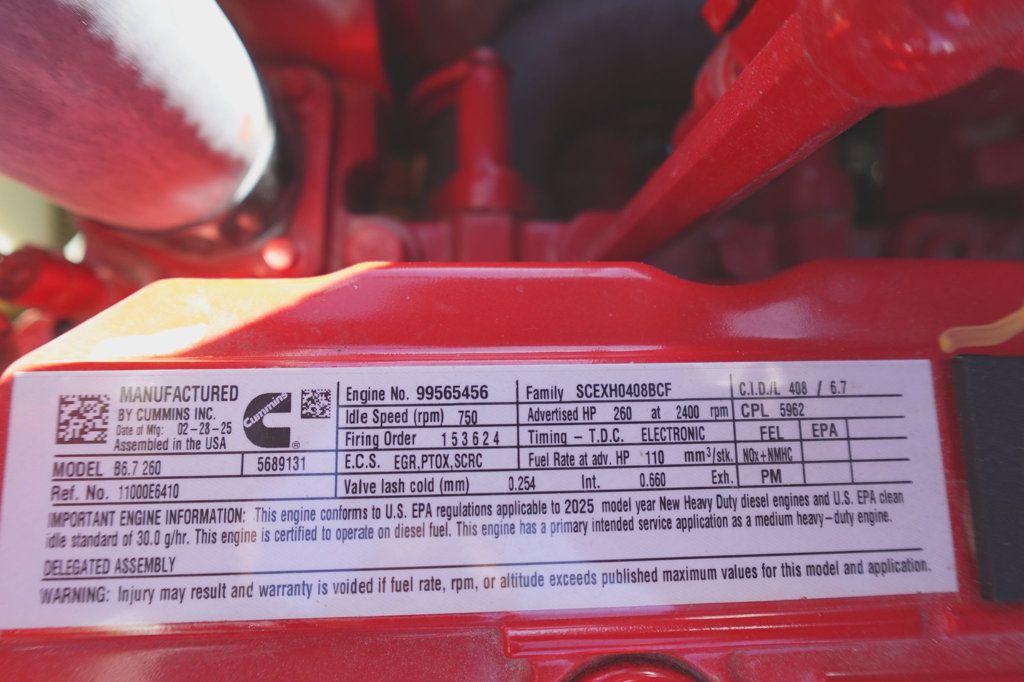 MANUFACTURED
BY CUMMINS INC.
Date of Mfg: 02-28-25
Assembled in the USA
Cummins
®
MODEL B6.7 260 5689131
Ref. No. 11000E6410
Engine No. 99565456
Idle Speed (rpm) 750
Firing Order 1 5 3 6 2 4
E.C.S. EGR,PTOX,SCRC
Valve lash cold (mm) 0.254 Int. 0.660 Exh.
Family SCEXH0408BCF
Advertised HP 260 at 2400 rpm
Timing – T.D.C. ELECTRONIC
Fuel Rate at adv. HP 110 mm³/stk.
C.I.D./L 408 / 6.7
CPL 5962
FEL EPA
NOx+NMHC
PM
IMPORTANT ENGINE INFORMATION: This engine conforms to U.S. EPA regulations applicable to 2025 model year New Heavy Duty diesel engines and U.S. EPA clean
idle standard of 30.0 g/hr. This engine is certified to operate on diesel fuel. This engine has a primary intended service application as a medium heavy–duty engine.
DELEGATED ASSEMBLY
WARNING: Injury may result and warranty is voided if fuel rate, rpm, or altitude exceeds published maximum values for this model and application.